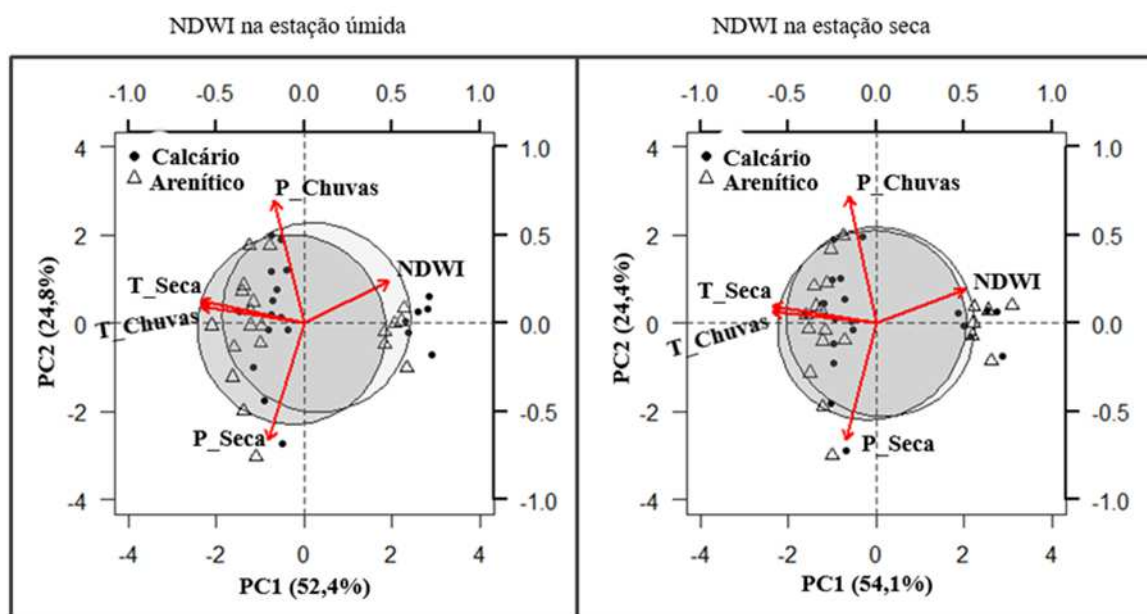 NDWI na estação úmida
-1.0 -0.5 0.0 0.5 1.0
Calcário
Arenítico
P_Chuvas
NDWI
T_Seca
T_Chuvas
P_Seca
4 2 0 -2 -4
1.0 0.5 0.0 -0.5 -1.0
PC2 (24,8%)
-4 -2 0 2 4
PC1 (52,4%)
NDWI na estação seca
-1.0 -0.5 0.0 0.5 1.0
Calcário
Arenítico
P_Chuvas
NDWI
T_Seca
T_Chuvas
P_Seca
4 2 0 -2 -4
1.0 0.5 0.0 -0.5 -1.0
PC2 (24,4%)
-4 -2 0 2 4
PC1 (54,1%)